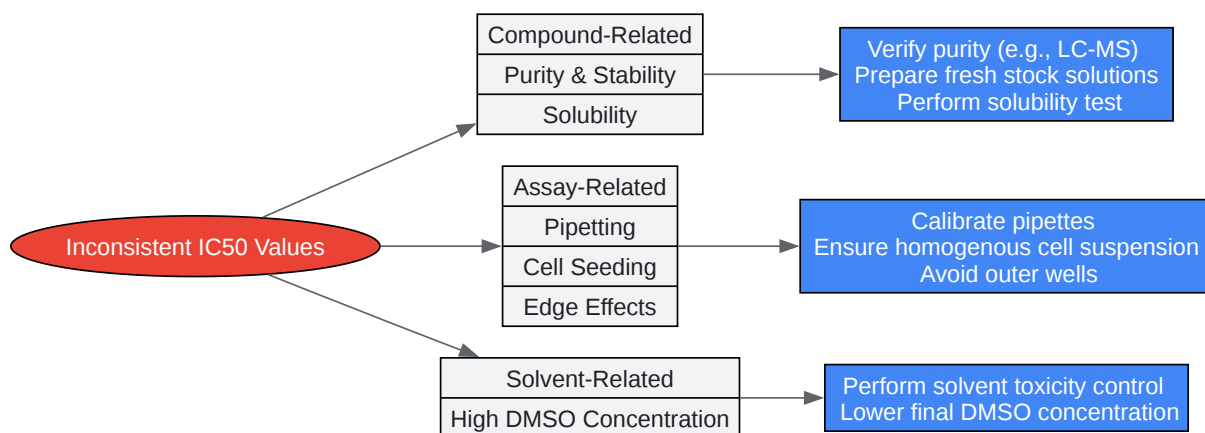 Inconsistent IC50 Values
Compound-Related
Purity & Stability
Solubility
Verify purity (e.g., LC-MS)
Prepare fresh stock solutions
Perform solubility test
Assay-Related
Pipetting
Cell Seeding
Edge Effects
Calibrate pipettes
Ensure homogenous cell suspension
Avoid outer wells
Solvent-Related
High DMSO Concentration
Perform solvent toxicity control
Lower final DMSO concentration